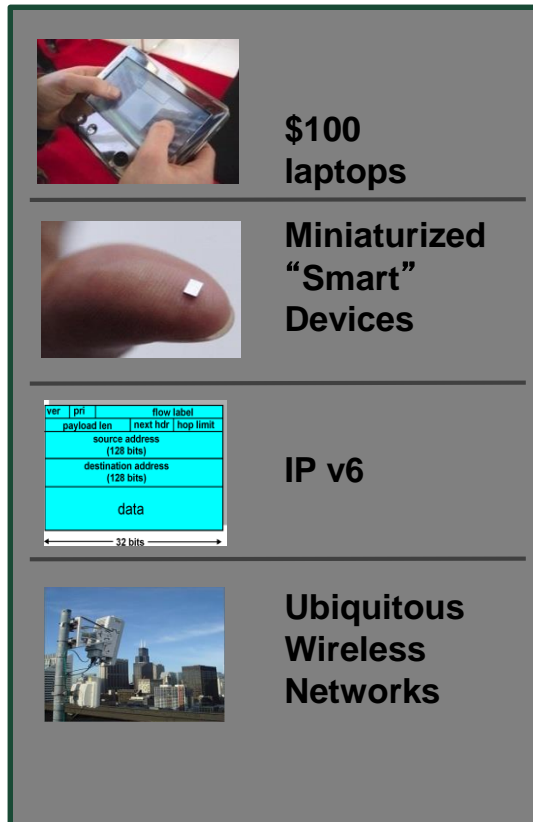 $100
laptops
Miniaturized
“Smart”
Devices
ver pri flow label
payload len next hdr hop limit
source address
(128 bits)
destination address
(128 bits)
data
32 bits
IP v6
Ubiquitous
Wireless
Networks